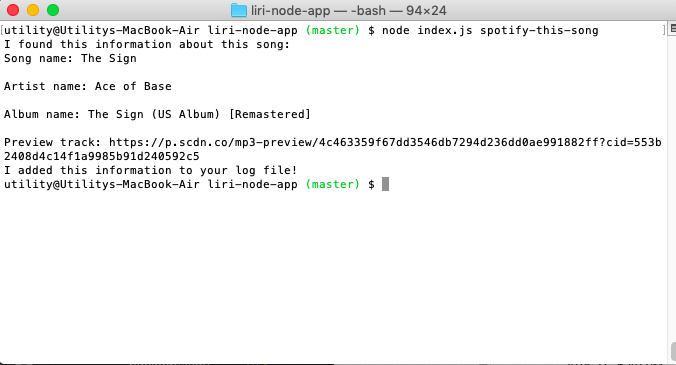 liri-node-app — -bash — 94×24
[utility@Utilitys-MacBook-Air liri-node-app (master) $ node index.js spotify-this-song ]
I found this information about this song:
Song name: The Sign
Artist name: Ace of Base
Album name: The Sign (US Album) [Remastered]
Preview track: https://p.scdn.co/mp3-preview/4c463359f67dd3546db7294d236dd0ae991882ff?cid=553b
2408d4c14f1a9985b91d240592c5
I added this information to your log file!
utility@Utilitys-MacBook-Air liri-node-app (master) $